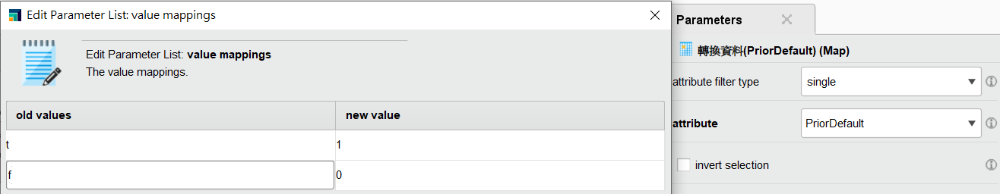 Edit Parameter List: value mappings
Edit Parameter List: value mappings
The value mappings.
old values new value
t 1
f 0
Parameters
轉換資料(PriorDefault) (Map)
attribute filter type single
attribute PriorDefault
invert selection